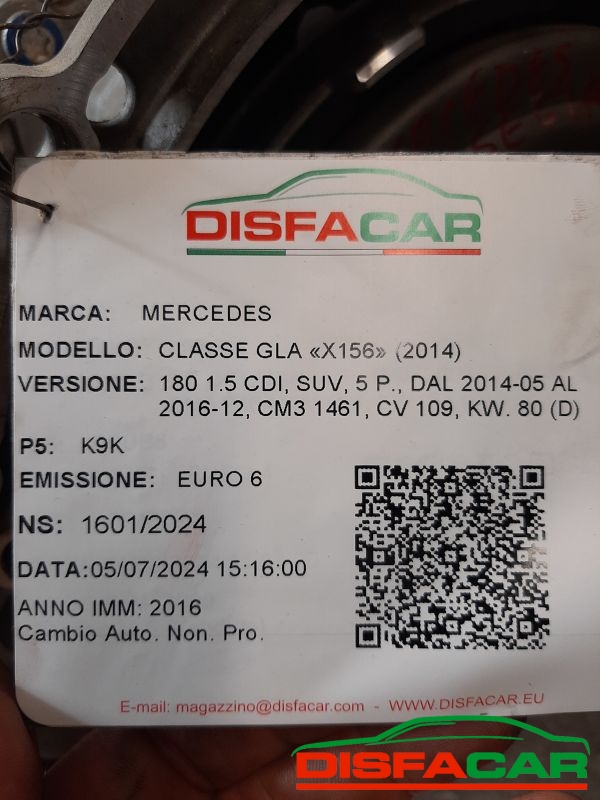 DISFACAR
MARCA: MERCEDES
MODELLO: CLASSE GLA «X156» (2014)
VERSIONE: 180 1.5 CDI, SUV, 5 P., DAL 2014-05 AL
2016-12, CM3 1461, CV 109, KW. 80 (D)
P5: K9K
EMISSIONE: EURO 6
NS: 1601/2024
DATA:05/07/2024 15:16:00
ANNO IMM: 2016
Cambio Auto. Non. Pro.
E-mail: magazzino@disfacar.com - WWW.DISFACAR.EU
DISFACAR